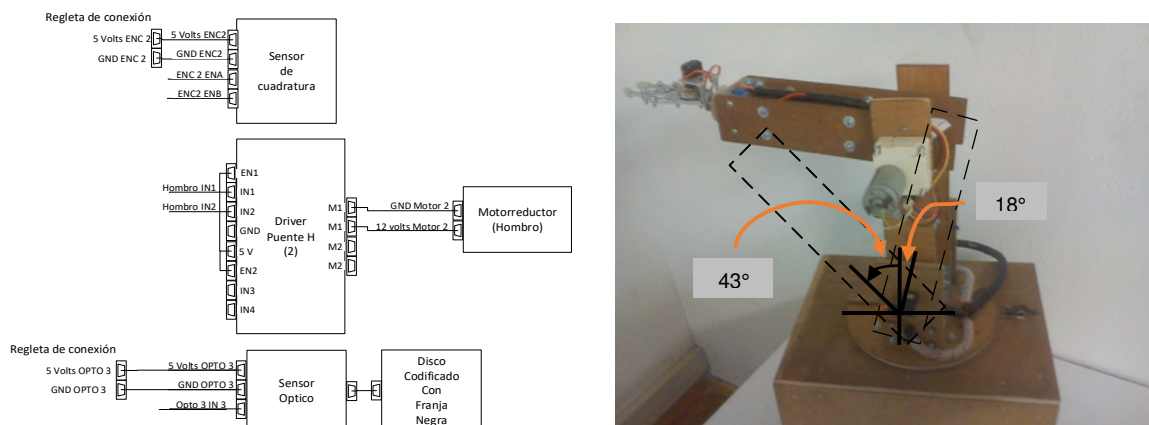 Regleta de conexión
5 Volts ENC 2
5 Volts ENC2
GND ENC 2
GND ENC2
ENC 2 ENA
ENC2 ENB
Sensor
de
cuadratura
EN1
Hombro IN1
IN1
Hombro IN2
IN2
GND
5 V
EN2
IN3
IN4
Driver
Puente H
(2)
M1
M1
M2
M2
GND Motor 2
12 volts Motor 2
Motorreductor
(Hombro)
Regleta de conexión
5 Volts OPTO 3
5 Volts OPTO 3
GND OPTO 3
GND OPTO 3
Opto 3 IN 3
Sensor
Optico
Disco
Codificado
Con
Franja
Negra
18°
43°